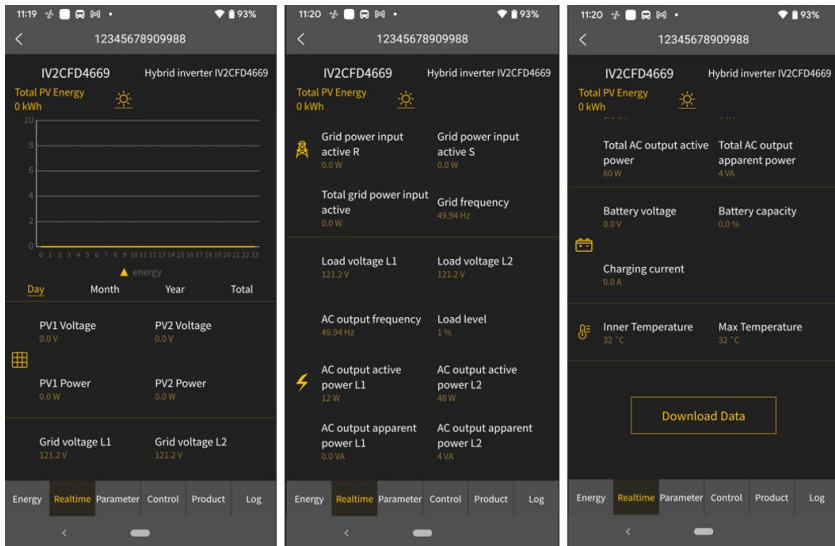 11:19
93%
12345678909988
IV2CFD4669 Hybrid inverter IV2CFD4669
Total PV Energy
0 kWh
10
8
6
4
2
0
0 1 2 3 4 5 6 7 8 9 10 11 12 13 14 15 16 17 18 19 20 21 22 23
energy
Day Month Year Total
PV1 Voltage PV2 Voltage
0.0 V 0.0 V
PV1 Power PV2 Power
0.0 W 0.0 W
Grid voltage L1 Grid voltage L2
121.2 V 121.2 V
Energy Realtime Parameter Control Product Log
11:20
93%
12345678909988
IV2CFD4669 Hybrid inverter IV2CFD4669
Total PV Energy
0 kWh
Grid power input Grid power input
active R active S
0.0 W 0.0 W
Total grid power input
active
0.0 W
Grid frequency
49.94 Hz
Load voltage L1 Load voltage L2
121.2 V 121.2 V
AC output frequency Load level
49.94 Hz 1 %
AC output active AC output active
power L1 power L2
12 W 48 W
AC output apparent AC output apparent
power L1 power L2
0.0 VA 4 VA
Energy Realtime Parameter Control Product Log
11:20
93%
12345678909988
IV2CFD4669 Hybrid inverter IV2CFD4669
Total PV Energy
0 kWh
Total AC output active Total AC output
power apparent power
60 W 4 VA
Battery voltage Battery capacity
0.0 V 0.0 %
Charging current
0.0 A
Inner Temperature Max Temperature
32 ˚C 32 ˚C
Download Data
Energy Realtime Parameter Control Product Log